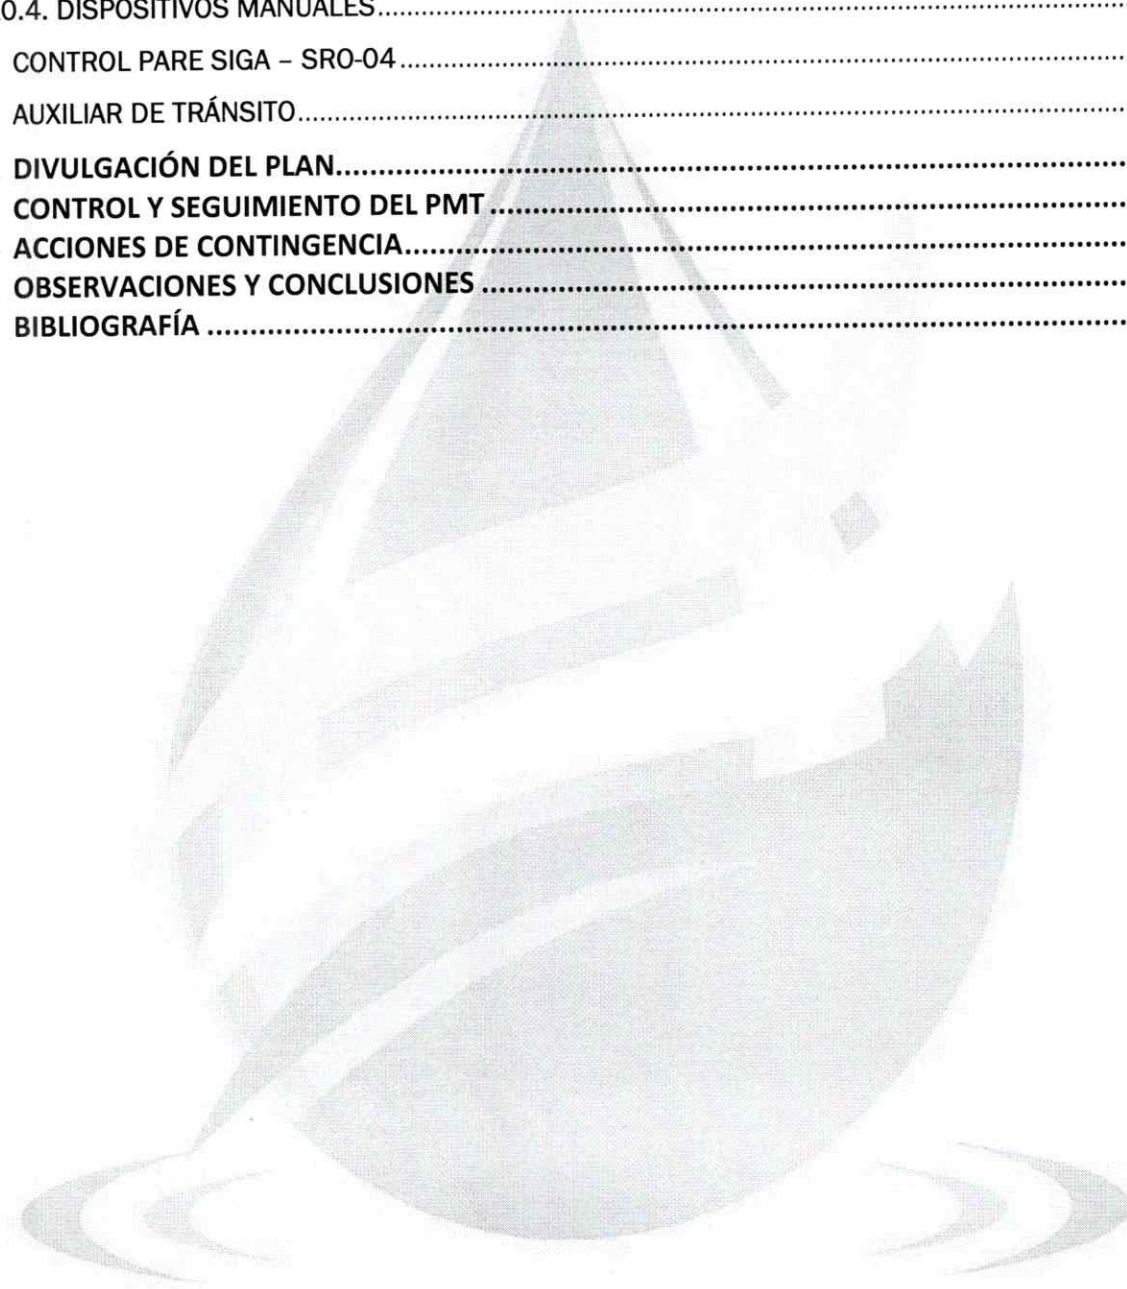 0.4. DISPOSITIVOS MANUALES
CONTROL PARE SIGA – SRO-04
AUXILIAR DE TRÁNSITO
DIVULGACIÓN DEL PLAN
CONTROL Y SEGUIMIENTO DEL PMT
ACCIONES DE CONTINGENCIA
OBSERVACIONES Y CONCLUSIONES
BIBLIOGRAFÍA